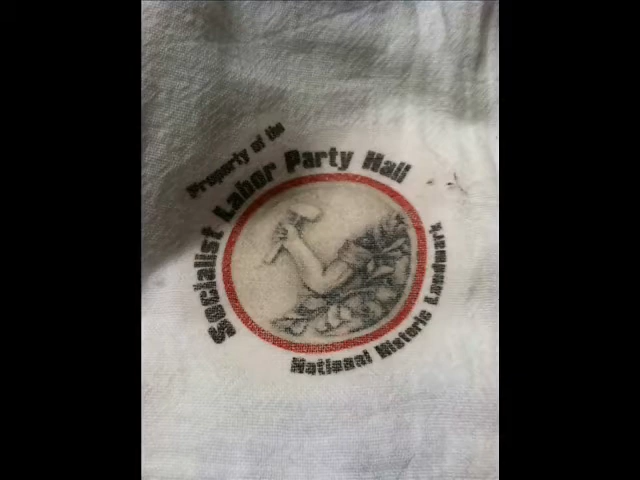 Property of the
Socialist Labor Party Hall
National Historic Landmark